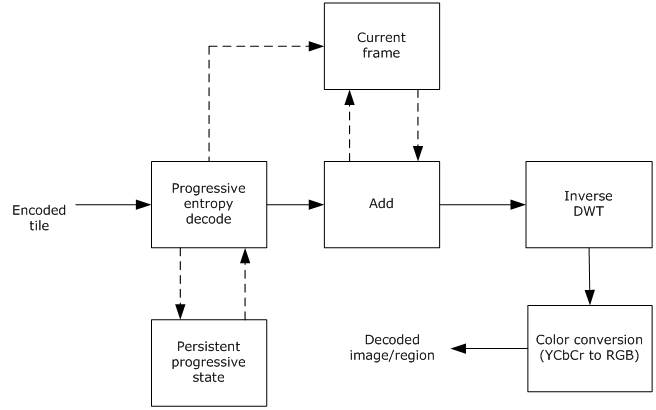 Current
frame
Progressive
entropy
decode
Add
Inverse
DWT
Encoded
tile
Persistent
progressive
state
Decoded
image/region
Color conversion
(YCbCr to RGB)